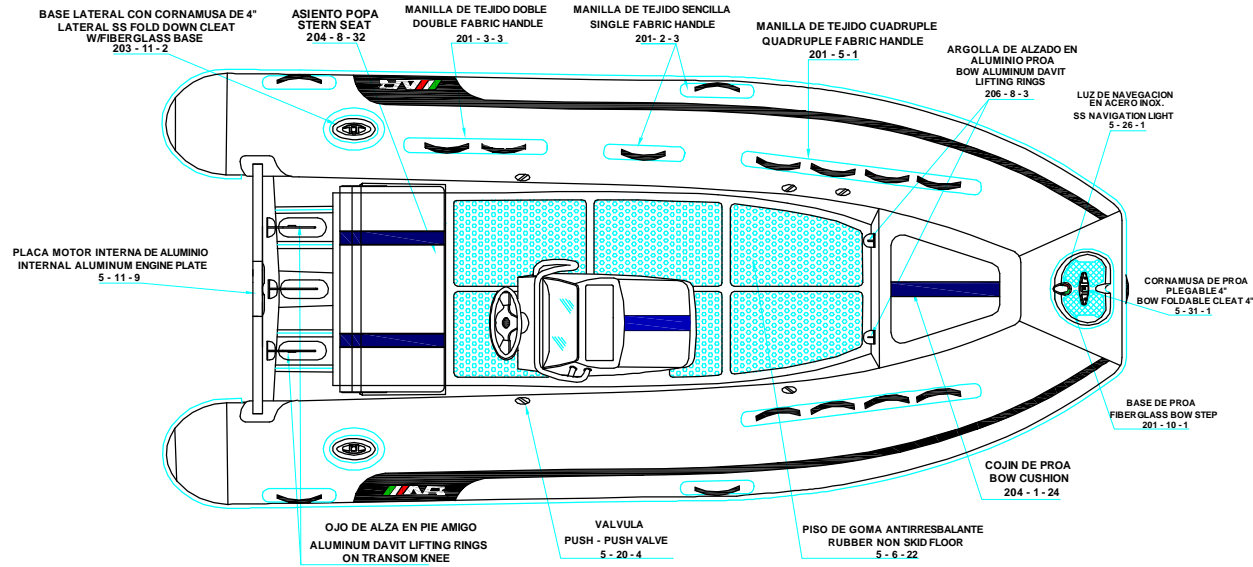 BASE LATERAL CON CORNAMUSA DE 4"
LATERAL SS FOLD DOWN CLEAT
W/FIBERGLASS BASE
203 - 11 - 2
ASIENTO POPA
STERN SEAT
204 - 8 - 32
MANILLA DE TEJIDO DOBLE
DOUBLE FABRIC HANDLE
201 - 3 - 3
MANILLA DE TEJIDO SENCILLA
SINGLE FABRIC HANDLE
201- 2 - 3
MANILLA DE TEJIDO CUADRUPLE
QUADRUPLE FABRIC HANDLE
201 - 5 - 1
ARGOLLA DE ALZADO EN
ALUMINIO PROA
BOW ALUMINUM DAVIT
LIFTING RINGS
206 - 8 - 3
LUZ DE NAVEGACION
EN ACERO INOX.
SS NAVIGATION LIGHT
5 - 26 - 1
AR
PLACA MOTOR INTERNA DE ALUMINIO
INTERNAL ALUMINUM ENGINE PLATE
5 - 11 - 9
CORNAMUSA DE PROA
PLEGABLE 4"
BOW FOLDABLE CLEAT 4"
5 - 31 - 1
BASE DE PROA
FIBERGLASS BOW STEP
201 - 10 - 1
COJIN DE PROA
BOW CUSHION
204 - 1 - 24
AR
OJO DE ALZA EN PIE AMIGO
ALUMINUM DAVIT LIFTING RINGS
ON TRANSOM KNEE
VALVULA
PUSH - PUSH VALVE
5 - 20 - 4
PISO DE GOMA ANTIRRESBALANTE
RUBBER NON SKID FLOOR
5 - 6 - 22